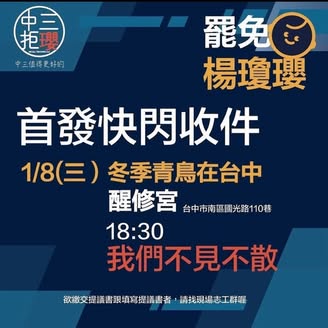 中三
拒瓔
中三值得更好的
罷免
楊瓊瓔
首發快閃收件
1/8(三) 冬季青鳥在台中
醒修宮 台中市南區國光路110巷
18:30
我們不見不散
欲繳交提議書跟填寫提議書者,請找現場志工群喔